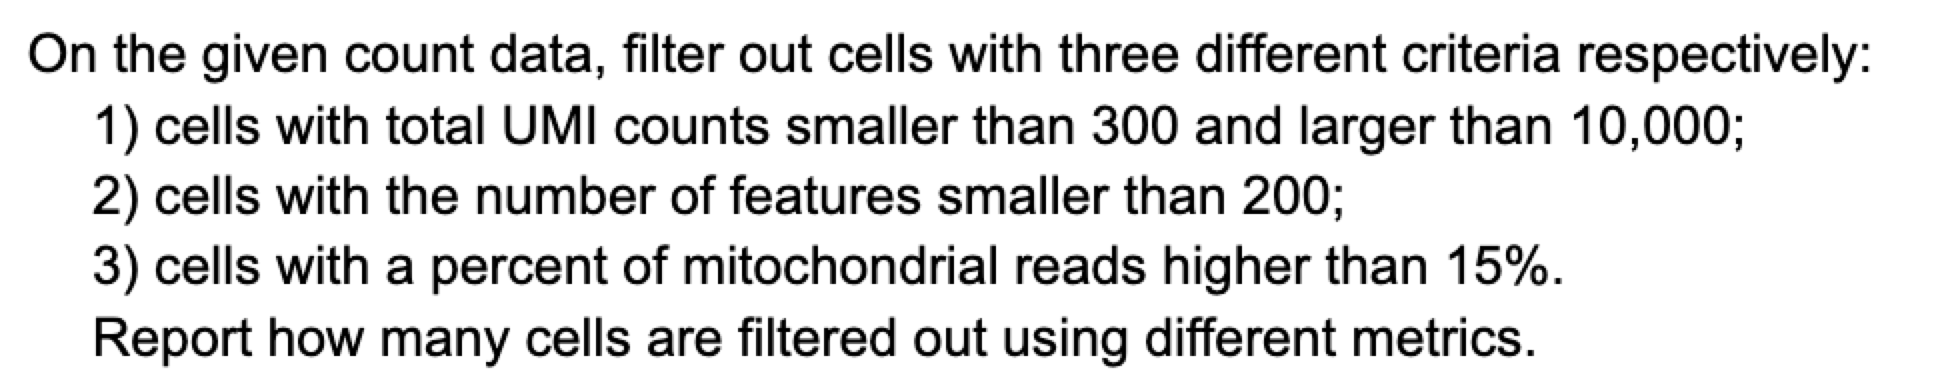 On the given count data, filter out cells with three different criteria respectively:
1) cells with total UMI counts smaller than 300 and larger than 10,000;
2) cells with the number of features smaller than 200;
3) cells with a percent of mitochondrial reads higher than 15%.
Report how many cells are filtered out using different metrics.